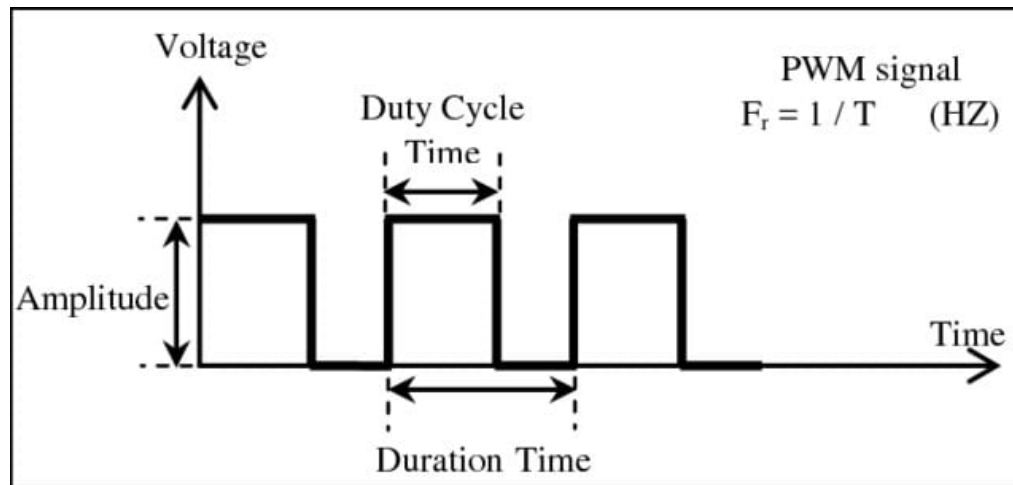 Voltage
PWM signal
Fᵣ = 1 / T (HZ)
Duty Cycle
Time
Amplitude
Time
Duration Time